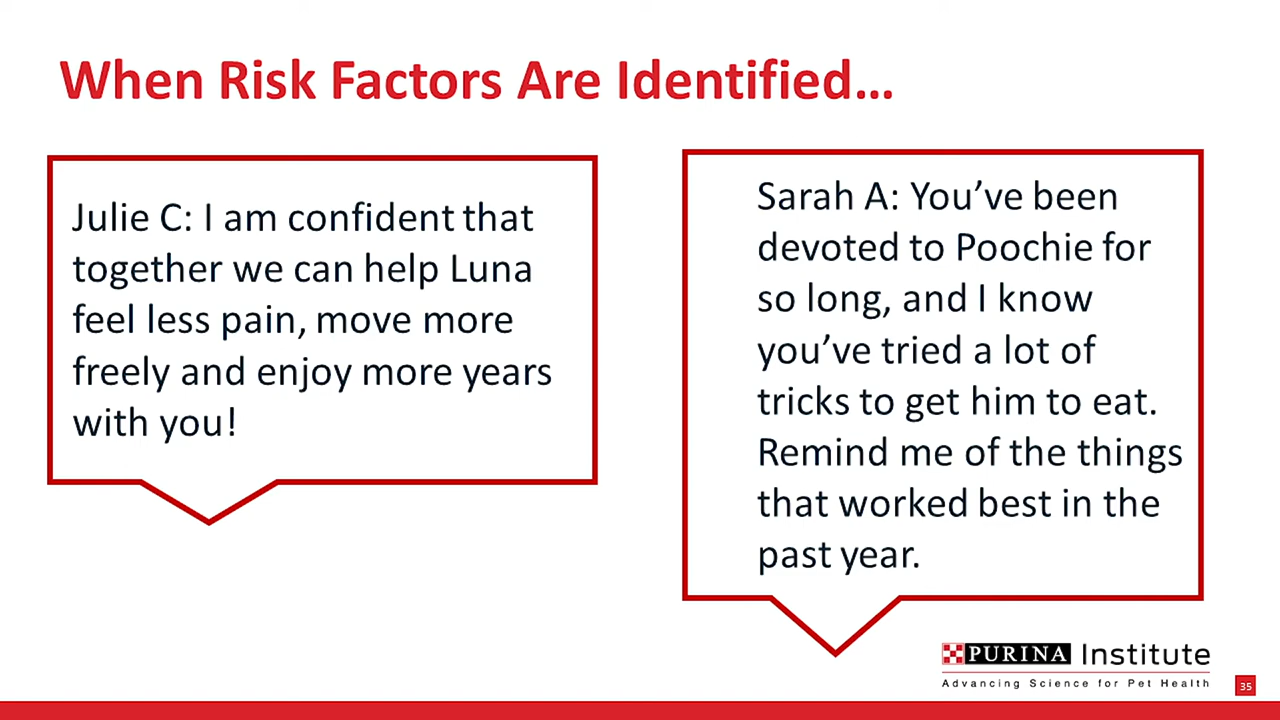 When Risk Factors Are Identified...
Julie C: I am confident that
together we can help Luna
feel less pain, move more
freely and enjoy more years
with you!
Sarah A: You’ve been
devoted to Poochie for
so long, and I know
you’ve tried a lot of
tricks to get him to eat.
Remind me of the things
that worked best in the
past year.
PURINA Institute
Advancing Science for Pet Health
35